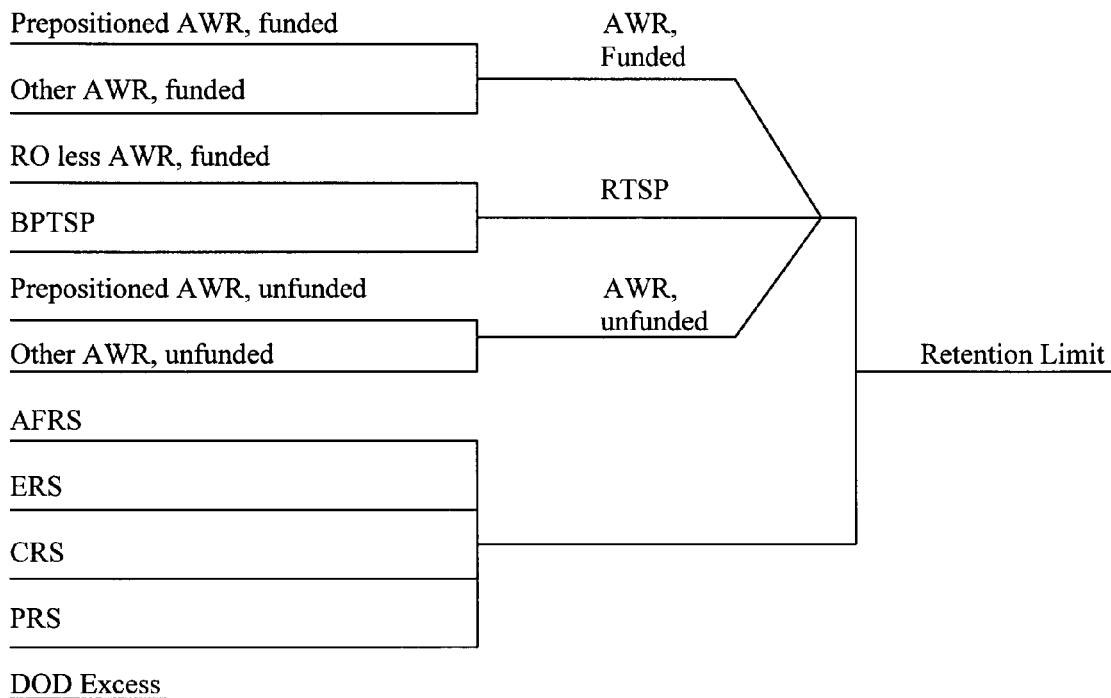 Prepositioned AWR, funded
Other AWR, funded
AWR,
Funded
RO less AWR, funded
BPTSP
RTSP
Prepositioned AWR, unfunded
Other AWR, unfunded
AWR,
unfunded
Retention Limit
AFRS
ERS
CRS
PRS
DOD Excess